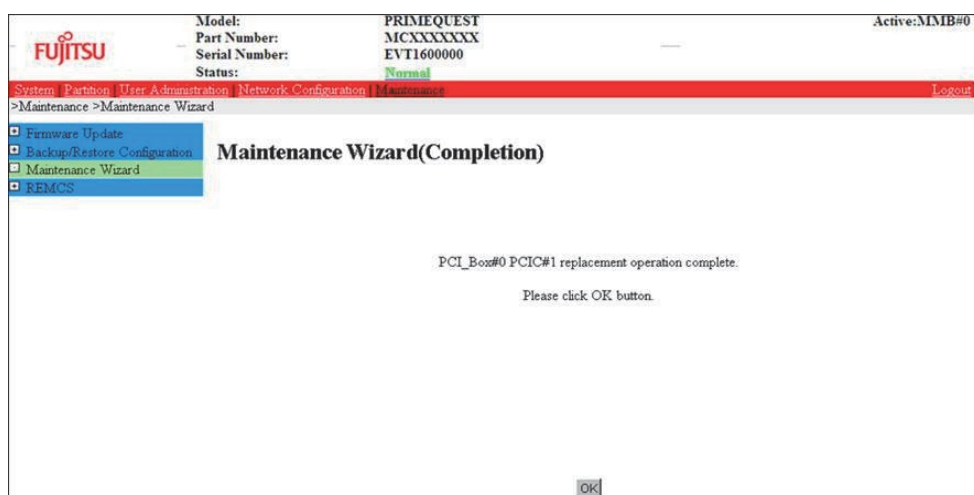 Model: PRIMEQUEST Active:MMB#0
Part Number: MCXXXXXXX
FUJITSU
Serial Number: EVT1600000
Status: Normal
System | Partition | User Administration | Network Configuration | Maintenance Logout
>Maintenance >Maintenance Wizard
Firmware Update
Backup/Restore Configuration
Maintenance Wizard
REMCS
Maintenance Wizard(Completion)
PCI_Box#0 PCIC#1 replacement operation complete.
Please click OK button.
OK